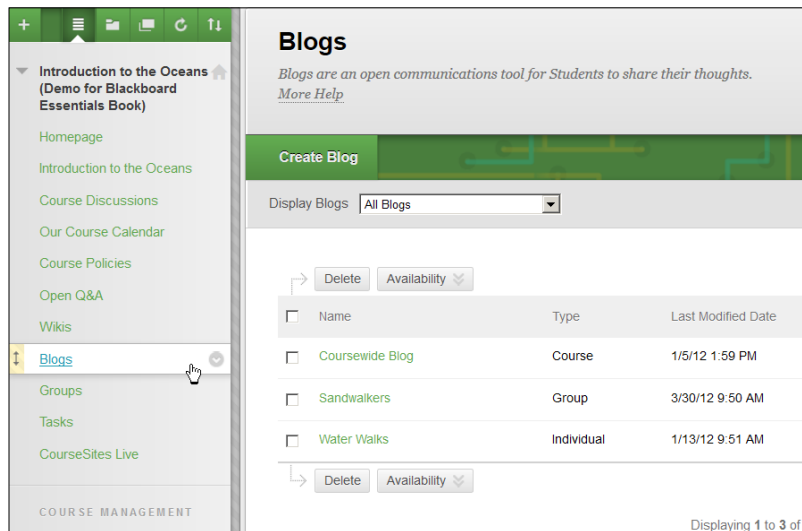 Introduction to the Oceans
(Demo for Blackboard
Essentials Book)
Homepage
Introduction to the Oceans
Course Discussions
Our Course Calendar
Course Policies
Open Q&A
Wikis
Blogs
Groups
Tasks
CourseSites Live
COURSE MANAGEMENT
Blogs
Blogs are an open communications tool for Students to share their thoughts.
More Help
Create Blog
Display Blogs All Blogs
Delete Availability
Name Type Last Modified Date
Coursewide Blog Course 1/5/12 1:59 PM
Sandwalkers Group 3/30/12 9:50 AM
Water Walks Individual 1/13/12 9:51 AM
Delete Availability
Displaying 1 to 3 of